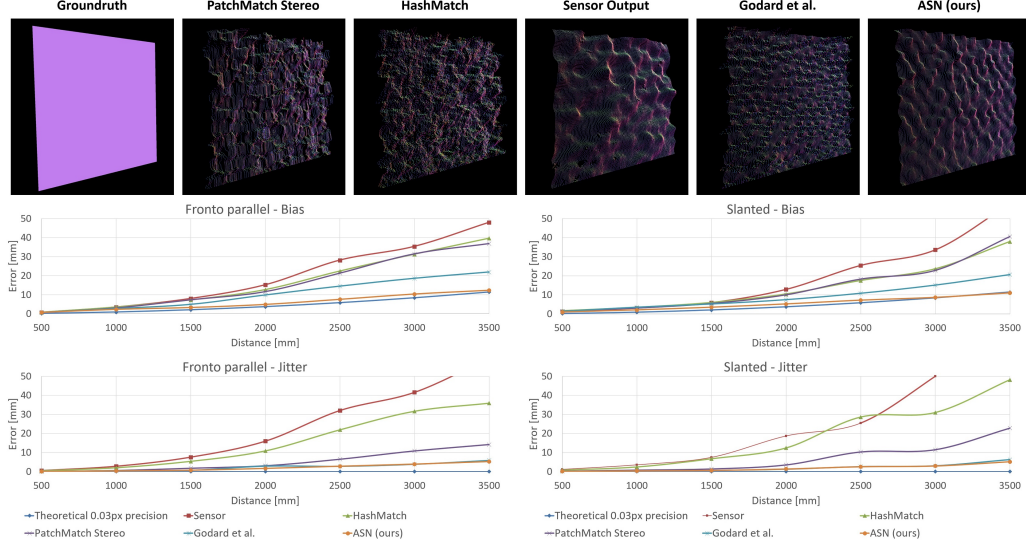 Groundruth PatchMatch Stereo HashMatch Sensor Output Godard et al. ASN (ours)
Fronto parallel - Bias
Error [mm]
50
40
30
20
10
0
500 1000 1500 2000 2500 3000 3500
Distance [mm]
Slanted - Bias
Error [mm]
50
40
30
20
10
0
500 1000 1500 2000 2500 3000 3500
Distance [mm]
Fronto parallel - Jitter
Error [mm]
50
40
30
20
10
0
500 1000 1500 2000 2500 3000 3500
Distance [mm]
Theoretical 0.03px precision Sensor HashMatch
PatchMatch Stereo Godard et al. ASN (ours)
Slanted - Jitter
Error [mm]
50
40
30
20
10
0
500 1000 1500 2000 2500 3000 3500
Distance [mm]
Theoretical 0.03px precision Sensor HashMatch
PatchMatch Stereo Godard et al. ASN (ours)